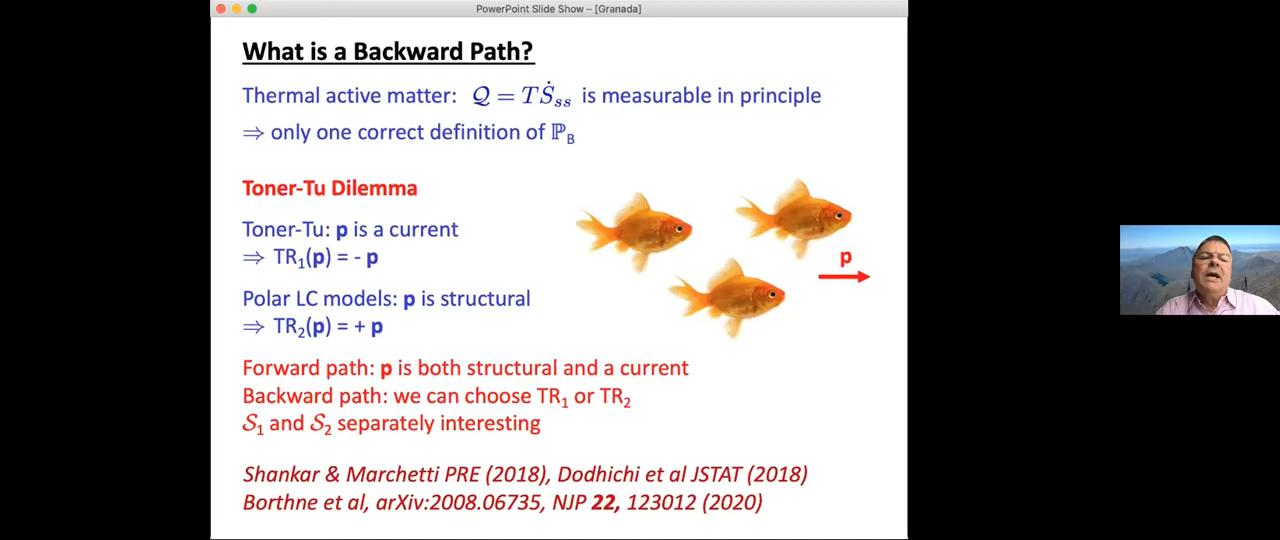 PowerPoint Slide Show – [Granada]
What is a Backward Path?
Thermal active matter: 𝒬 = TṠ_ss is measurable in principle
⇒ only one correct definition of ℙ_B
Toner-Tu Dilemma
Toner-Tu: p is a current
⇒ TR₁(p) = - p
p
Polar LC models: p is structural
⇒ TR₂(p) = + p
Forward path: p is both structural and a current
Backward path: we can choose TR₁ or TR₂
𝒮₁ and 𝒮₂ separately interesting
Shankar & Marchetti PRE (2018), Dodhichi et al JSTAT (2018)
Borthne et al, arXiv:2008.06735, NJP 22, 123012 (2020)